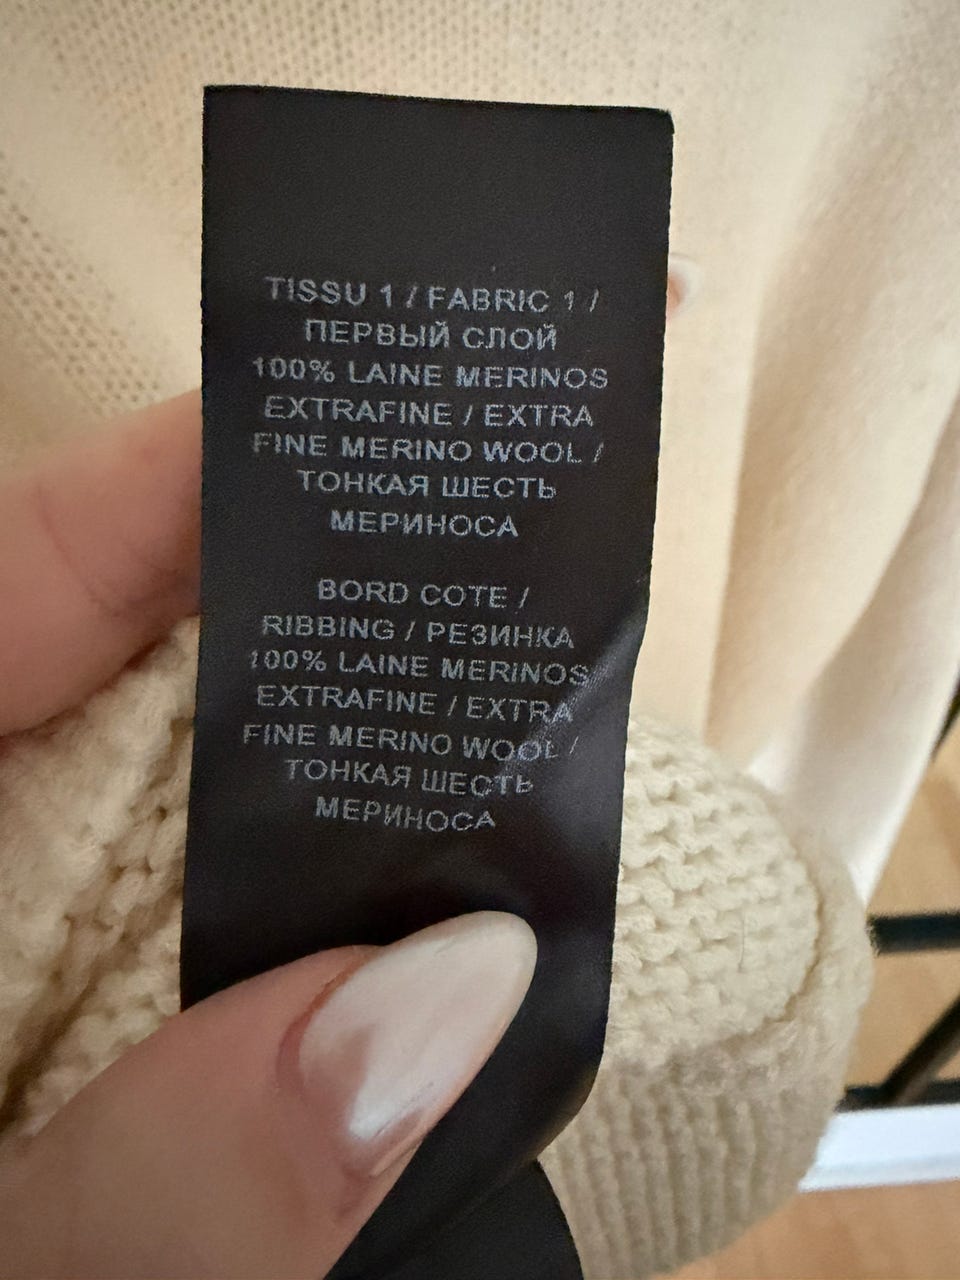 TISSU 1 / FABRIC 1 /
ПЕРВЫЙ СЛОЙ
100% LAINE MERINOS
EXTRAFINE / EXTRA
FINE MERINO WOOL /
ТОНКАЯ ШЕСТЬ
МЕРИНОСА
BORD COTE /
RIBBING / РЕЗИНКА
100% LAINE MERINOS
EXTRAFINE / EXTRA
FINE MERINO WOOL /
ТОНКАЯ ШЕСТЬ
МЕРИНОСА